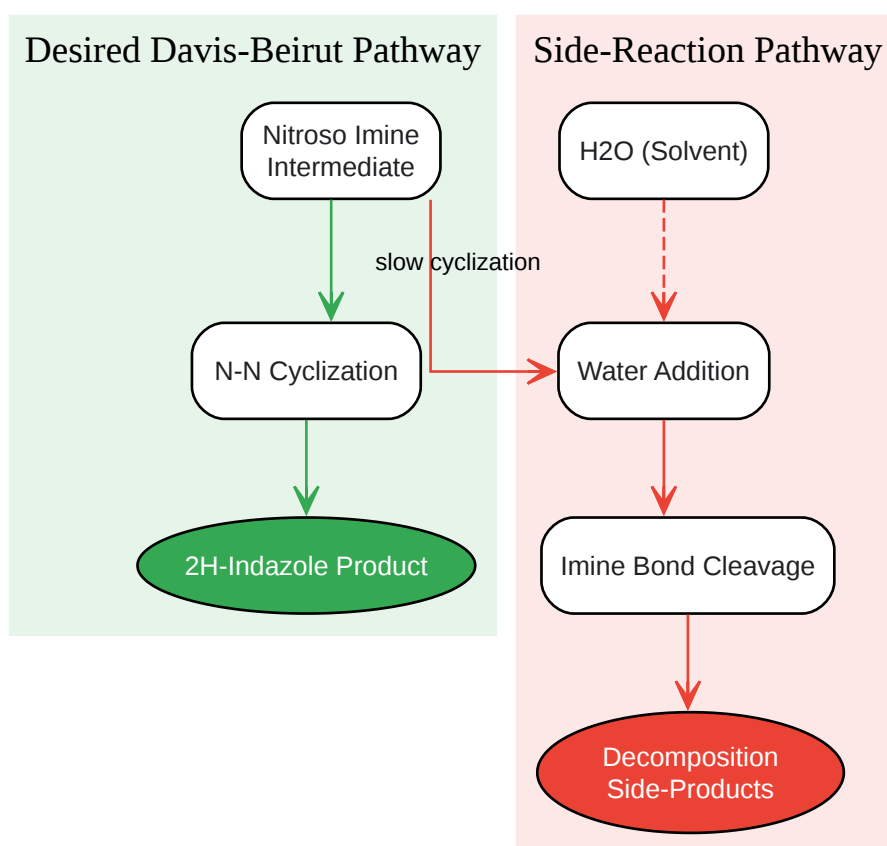 Desired Davis-Beirut Pathway
Side-Reaction Pathway
Nitroso Imine
Intermediate
H2O (Solvent)
slow cyclization
N-N Cyclization
Water Addition
2H-Indazole Product
Imine Bond Cleavage
Decomposition
Side-Products